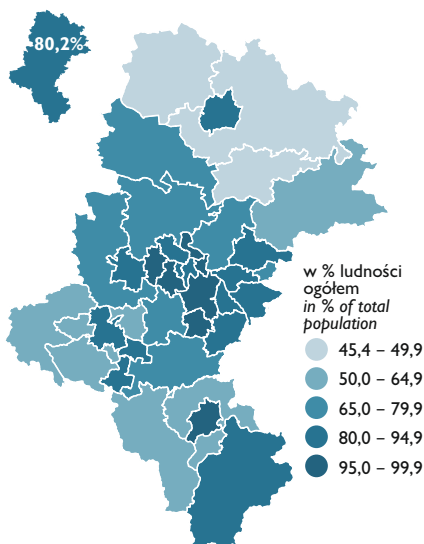 80,2%
w % ludności
ogółem
in % of total
population
45,4 – 49,9
50,0 – 64,9
65,0 – 79,9
80,0 – 94,9
95,0 – 99,9